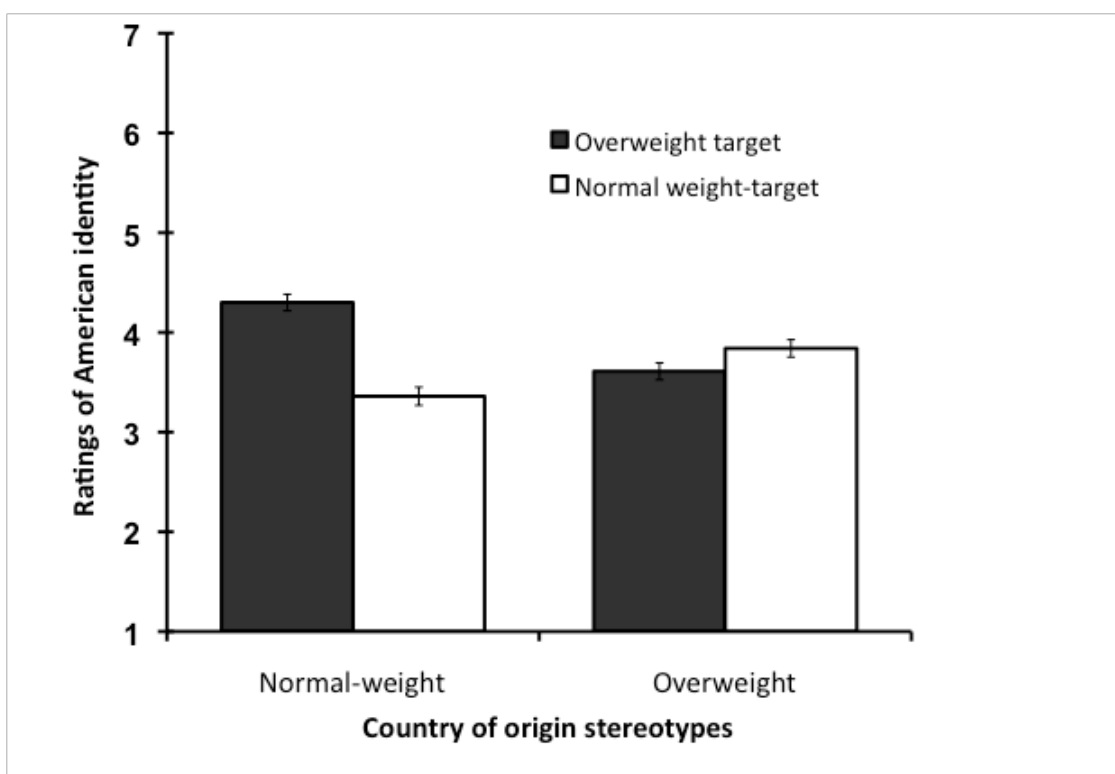 7
6
5
4
3
2
1
Ratings of American identity
Overweight target
Normal weight-target
Normal-weight
Overweight
Country of origin stereotypes